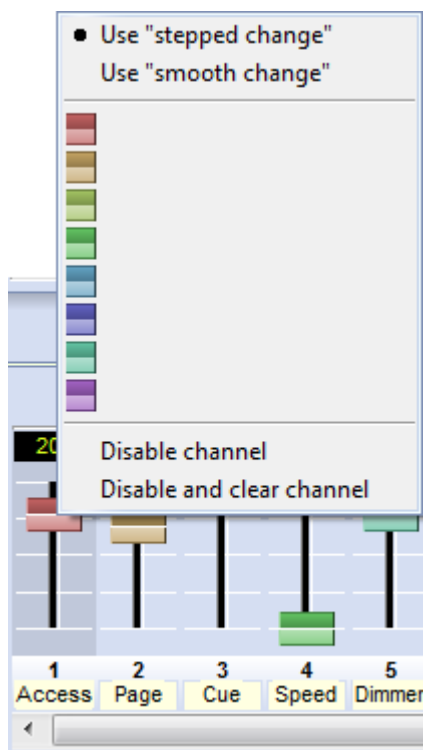 Use "stepped change"
Use "smooth change"
Disable channel
Disable and clear channel
1 2 3 4 5
Access Page Cue Speed Dimmer